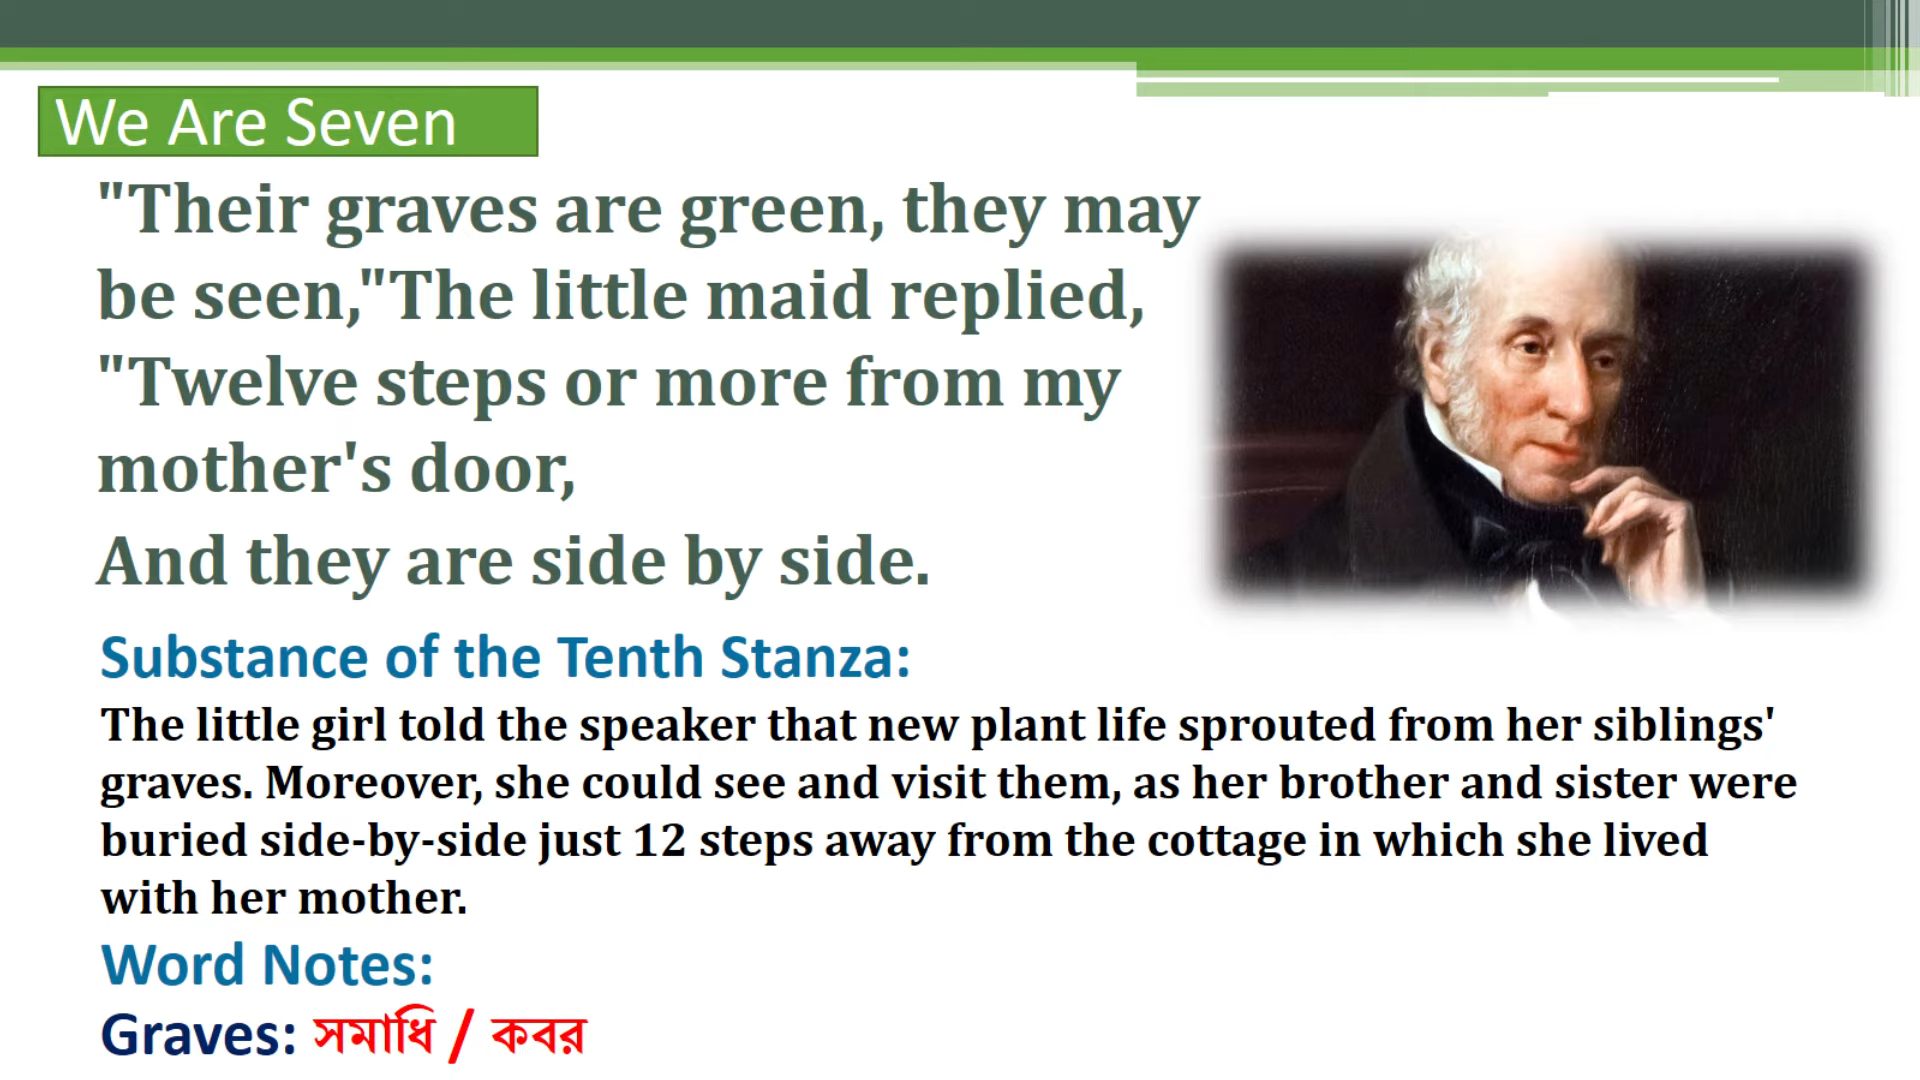 We Are Seven
"Their graves are green, they may
be seen,"The little maid replied,
"Twelve steps or more from my
mother's door,
And they are side by side.
Substance of the Tenth Stanza:
The little girl told the speaker that new plant life sprouted from her siblings'
graves. Moreover, she could see and visit them, as her brother and sister were
buried side-by-side just 12 steps away from the cottage in which she lived
with her mother.
Word Notes:
Graves: সমাধি / কবর